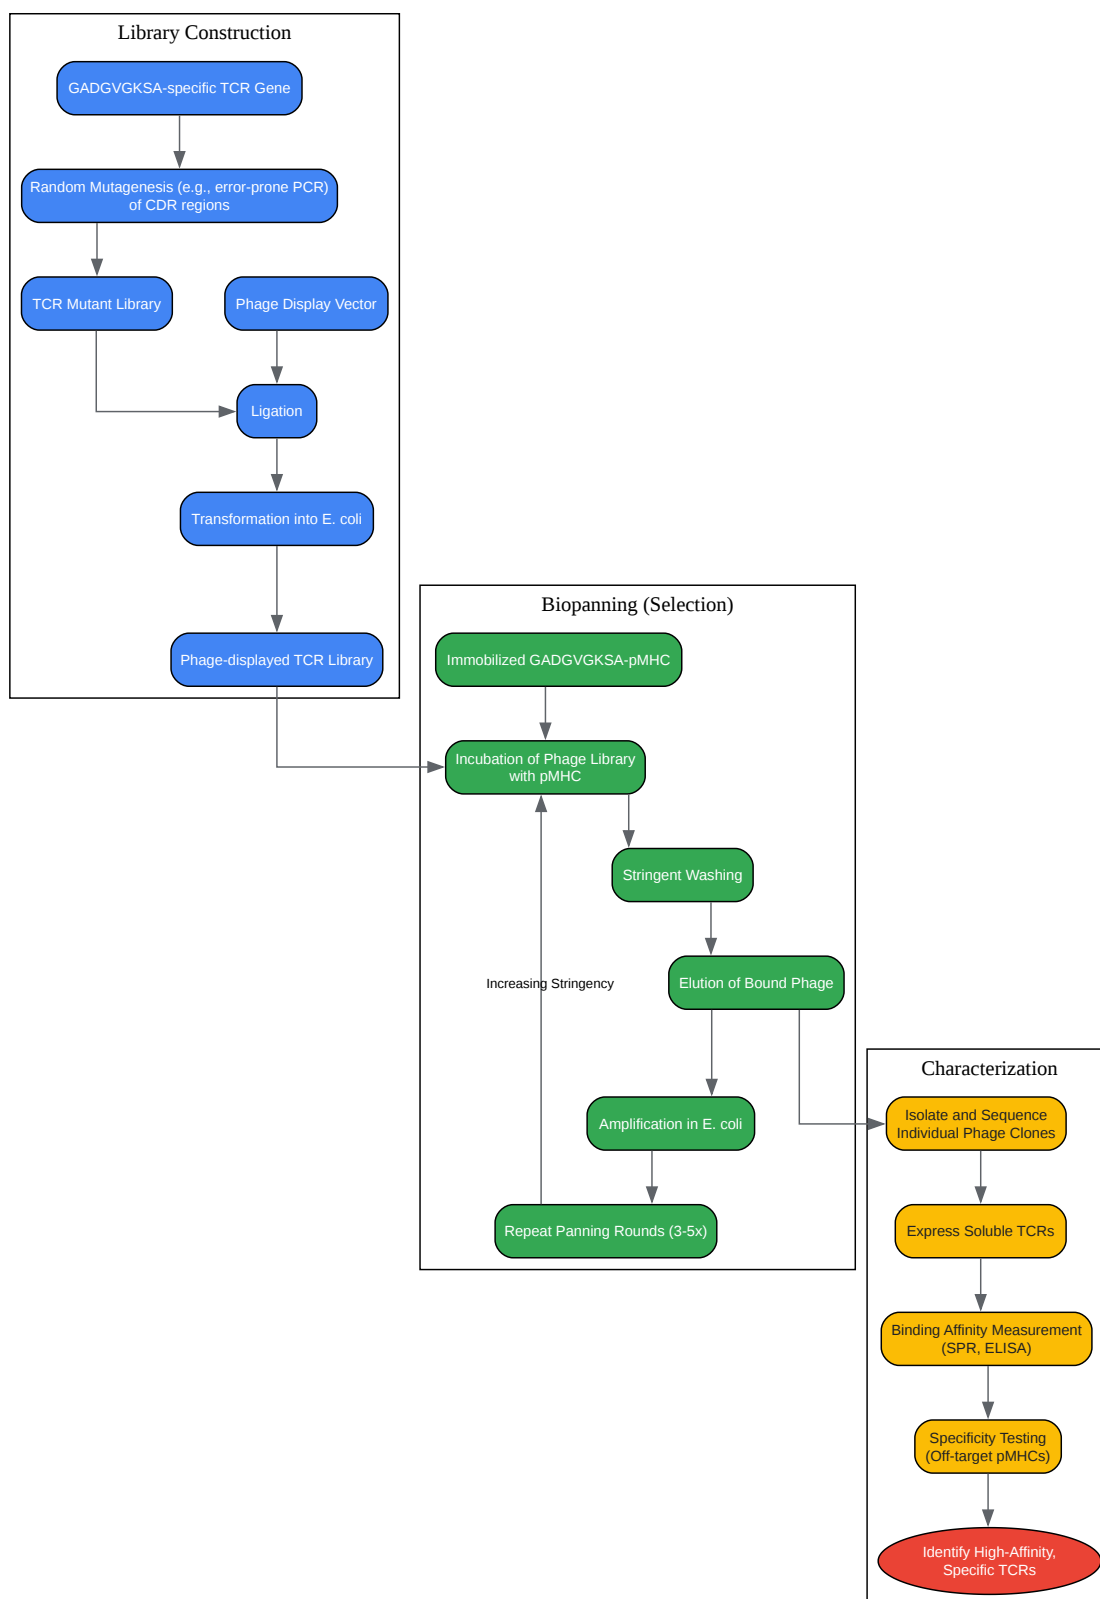 Library Construction
GADGVGKSA-specific TCR Gene
Random Mutagenesis (e.g., error-prone PCR)
of CDR regions
TCR Mutant Library
Phage Display Vector
Ligation
Transformation into E. coli
Phage-displayed TCR Library
Biopanning (Selection)
Immobilized GADGVGKSA-pMHC
Incubation of Phage Library
with pMHC
Stringent Washing
Elution of Bound Phage
Increasing Stringency
Amplification in E. coli
Repeat Panning Rounds (3-5x)
Characterization
Isolate and Sequence
Individual Phage Clones
Express Soluble TCRs
Binding Affinity Measurement
(SPR, ELISA)
Specificity Testing
(Off-target pMHCs)
Identify High-Affinity,
Specific TCRs